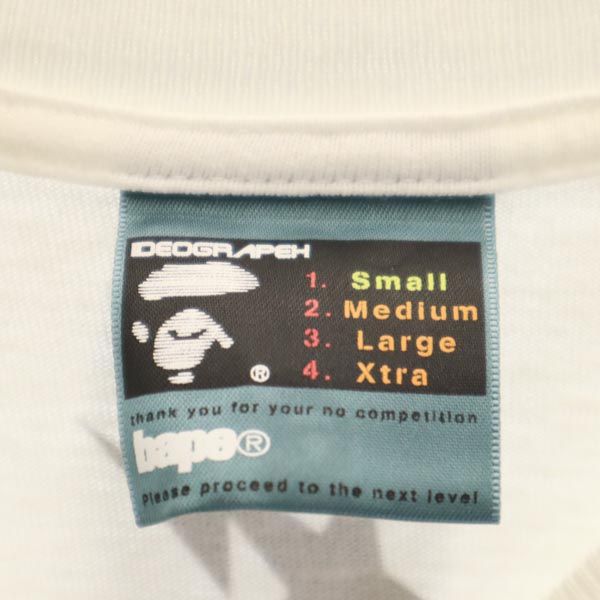 IDEOGRAPEH
1. Small
2. Medium
3. Large
4. Xtra
®
thank you for your no competition
bape®
Please proceed to the next level